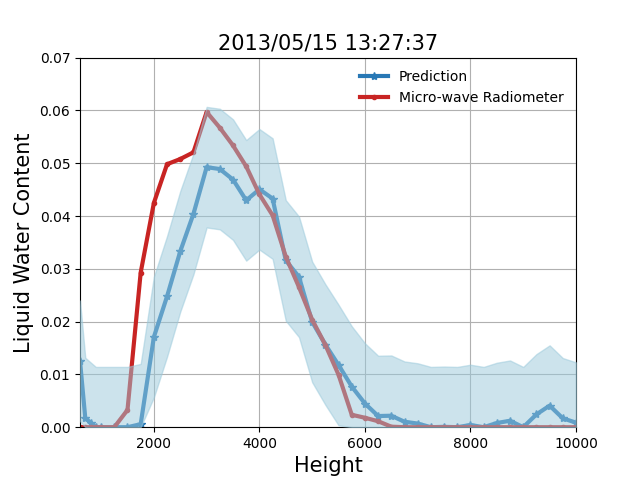 2013/05/15 13:27:37
Prediction
Micro-wave Radiometer
Liquid Water Content
0.07
0.06
0.05
0.04
0.03
0.02
0.01
0.00
2000 4000 6000 8000 10000
Height